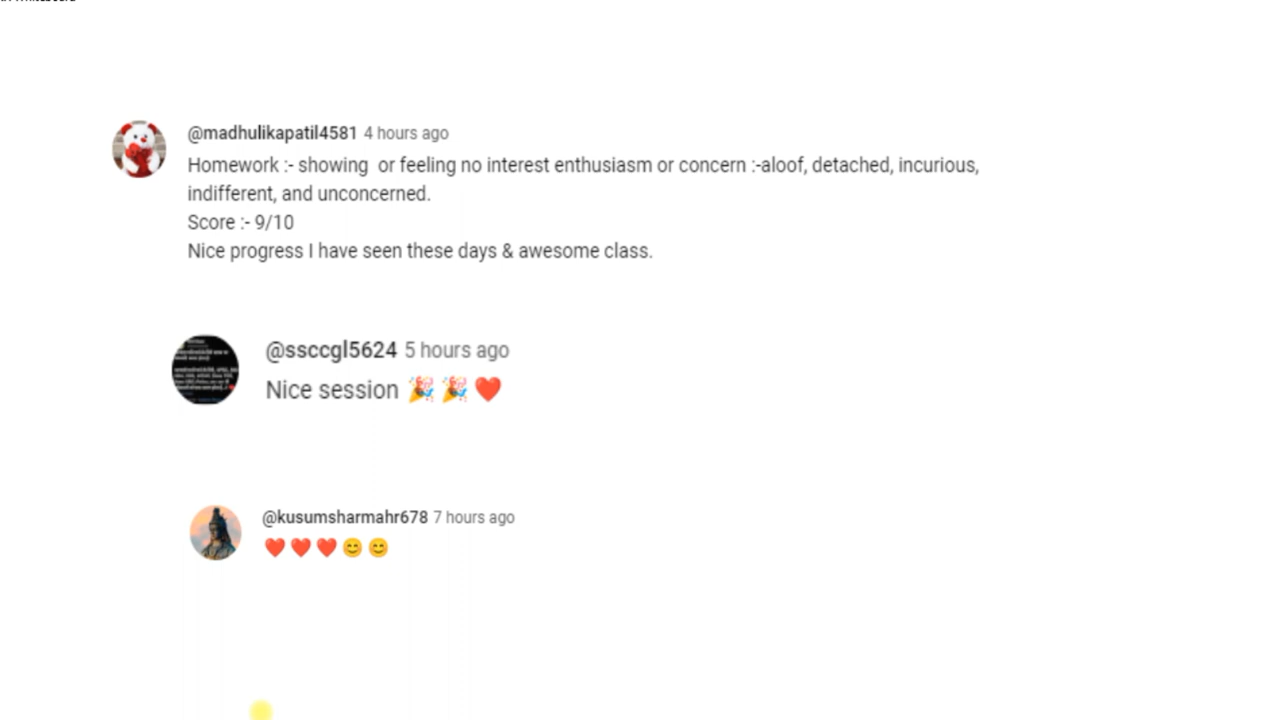 @madhulikapatil4581 4 hours ago
Homework :- showing or feeling no interest enthusiasm or concern :-aloof, detached, incurious,
indifferent, and unconcerned.
Score :- 9/10
Nice progress I have seen these days & awesome class.
@ssccgl5624 5 hours ago
Nice session 🎉🎉❤️
@kusumsharmahr678 7 hours ago
❤️❤️❤️😊😊